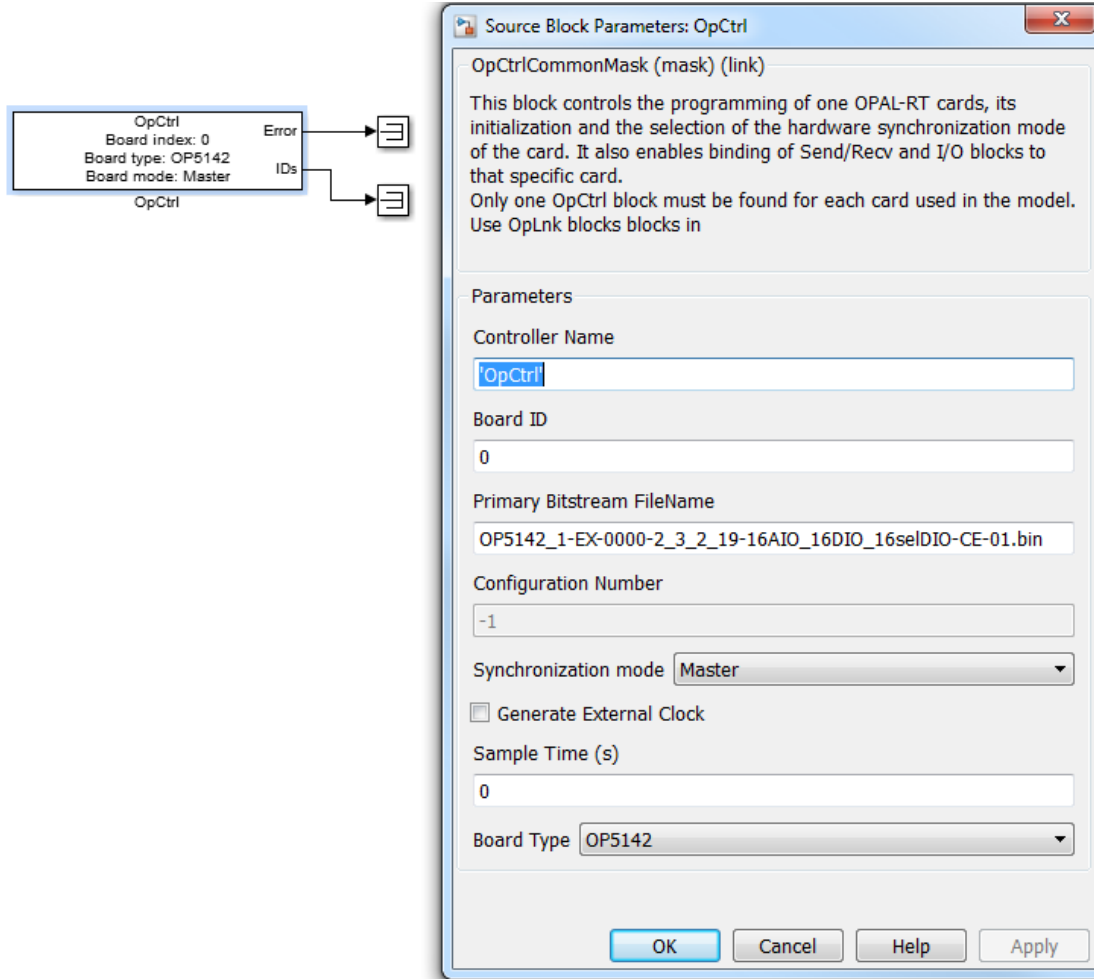 OpCtrl
Board index: 0
Board type: OP5142
Board mode: Master
Error
IDs
OpCtrl
Source Block Parameters: OpCtrl
OpCtrlCommonMask (mask) (link)
This block controls the programming of one OPAL-RT cards, its
initialization and the selection of the hardware synchronization mode
of the card. It also enables binding of Send/Recv and I/O blocks to
that specific card.
Only one OpCtrl block must be found for each card used in the model.
Use OpLnk blocks blocks in
Parameters
Controller Name
'OpCtrl'
Board ID
0
Primary Bitstream FileName
OP5142_1-EX-0000-2_3_2_19-16AIO_16DIO_16selDIO-CE-01.bin
Configuration Number
-1
Synchronization mode Master
Generate External Clock
Sample Time (s)
0
Board Type OP5142
OK Cancel Help Apply